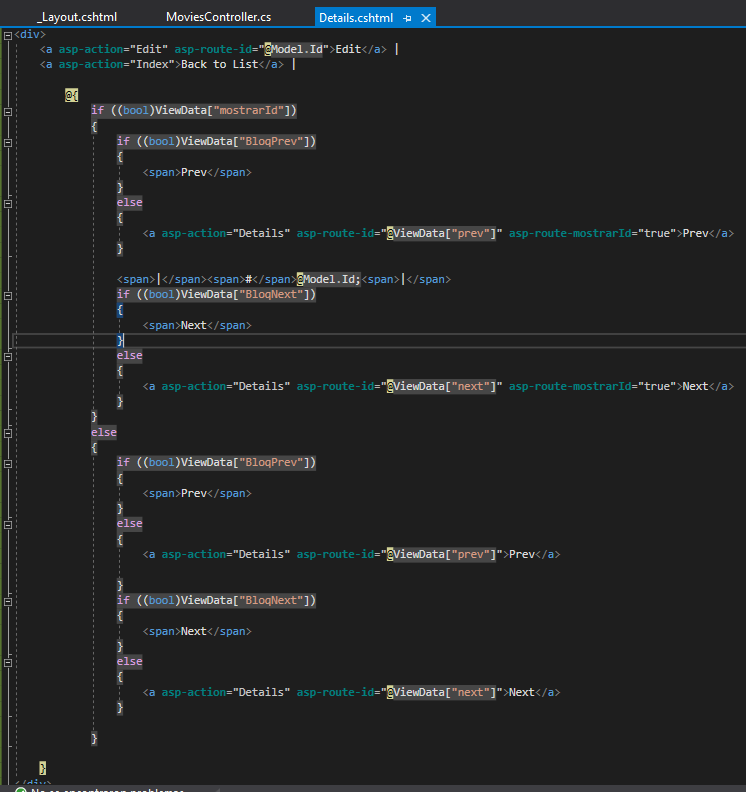 _Layout.cshtml MoviesController.cs Details.cshtml
<div>
<a asp-action="Edit" asp-route-id="@Model.Id">Edit</a> |
<a asp-action="Index">Back to List</a> |
@{
if ((bool)ViewData["mostrarId"])
{
if ((bool)ViewData["BloqPrev"])
{
<span>Prev</span>
}
else
{
<a asp-action="Details" asp-route-id="@ViewData["prev"]" asp-route-mostrarId="true">Prev</a>
}
<span>|</span><span>#</span>@Model.Id;<span>|</span>
if ((bool)ViewData["BloqNext"])
{
<span>Next</span>
}
else
{
<a asp-action="Details" asp-route-id="@ViewData["next"]" asp-route-mostrarId="true">Next</a>
}
}
else
{
if ((bool)ViewData["BloqPrev"])
{
<span>Prev</span>
}
else
{
<a asp-action="Details" asp-route-id="@ViewData["prev"]">Prev</a>
}
if ((bool)ViewData["BloqNext"])
{
<span>Next</span>
}
else
{
<a asp-action="Details" asp-route-id="@ViewData["next"]">Next</a>
}
}
}
</div>
No se encontraron problemas